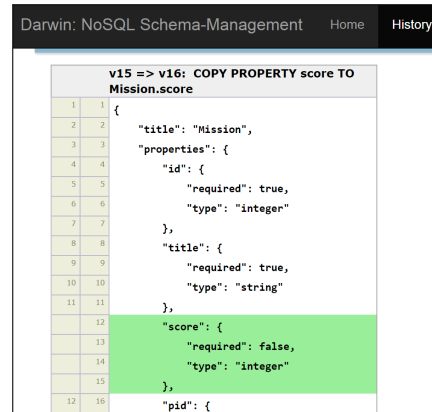 Darwin: NoSQL Schema-Management Home History
v15 => v16: COPY PROPERTY score TO
Mission.score
1 1 {
2 2 "title": "Mission",
3 3 "properties": {
4 4 "id": {
5 5 "required": true,
6 6 "type": "integer"
7 7 },
8 8 "title": {
9 9 "required": true,
10 10 "type": "string"
11 11 },
12 "score": {
13 "required": false,
14 "type": "integer"
15 },
12 16 "pid": {